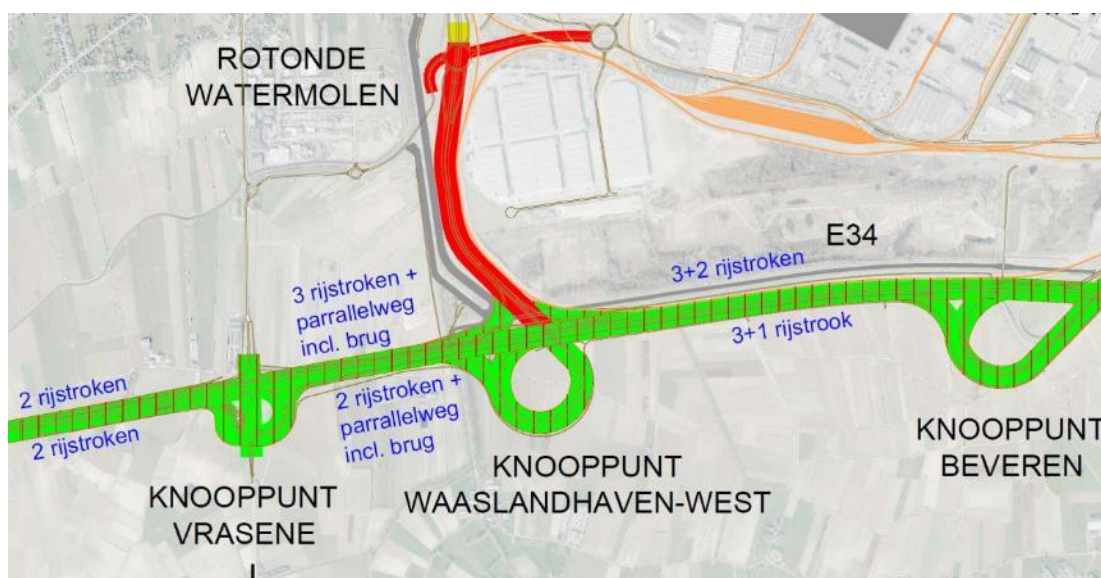 ROTONDE
WATERMOLEN
E34
3 rijstroken +
parrallelweg
incl. brug
3+2 rijstroken
3+1 rijstrook
2 rijstroken
2 rijstroken
2 rijstroken +
parrallelweg
incl. brug
KNOOPPUNT
VRASENE
KNOOPPUNT
WAASLANDHAVEN-WEST
KNOOPPUNT
BEVEREN